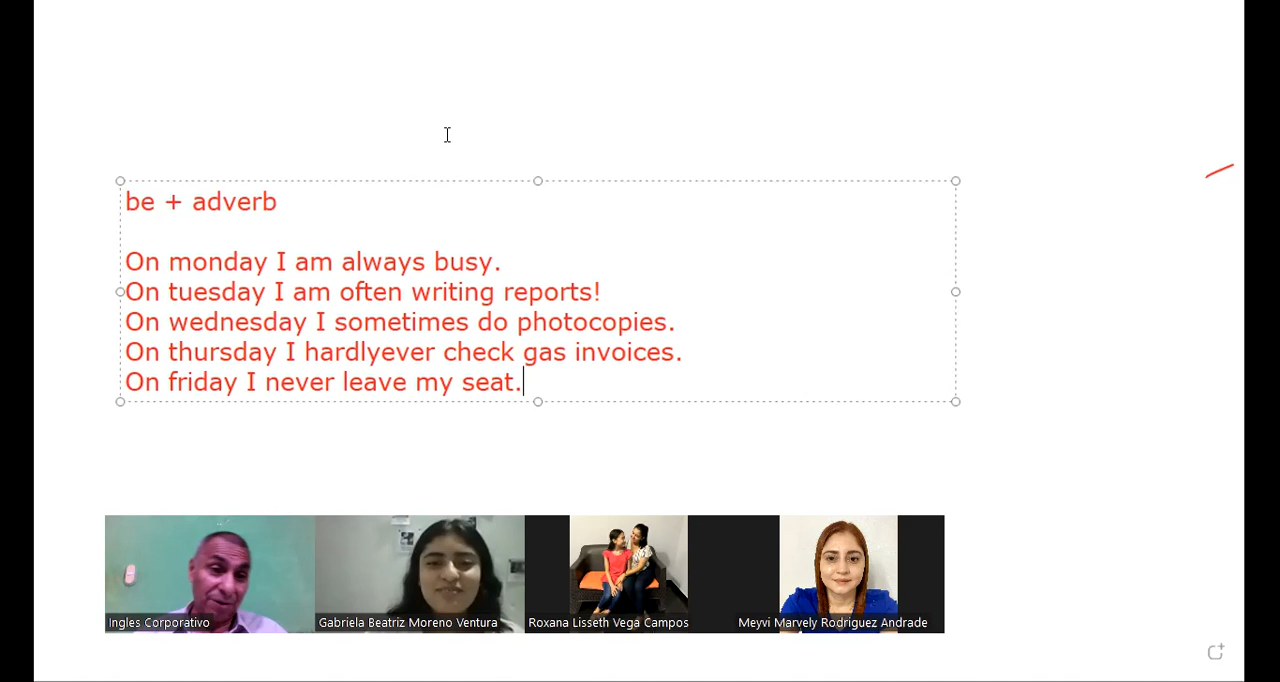 be + adverb
On monday I am always busy.
On tuesday I am often writing reports!
On wednesday I sometimes do photocopies.
On thursday I hardlyever check gas invoices.
On friday I never leave my seat.
Ingles Corporativo
Gabriela Beatriz Moreno Ventura
Roxana Lisseth Vega Campos
Meyvi Marvely Rodriguez Andrade